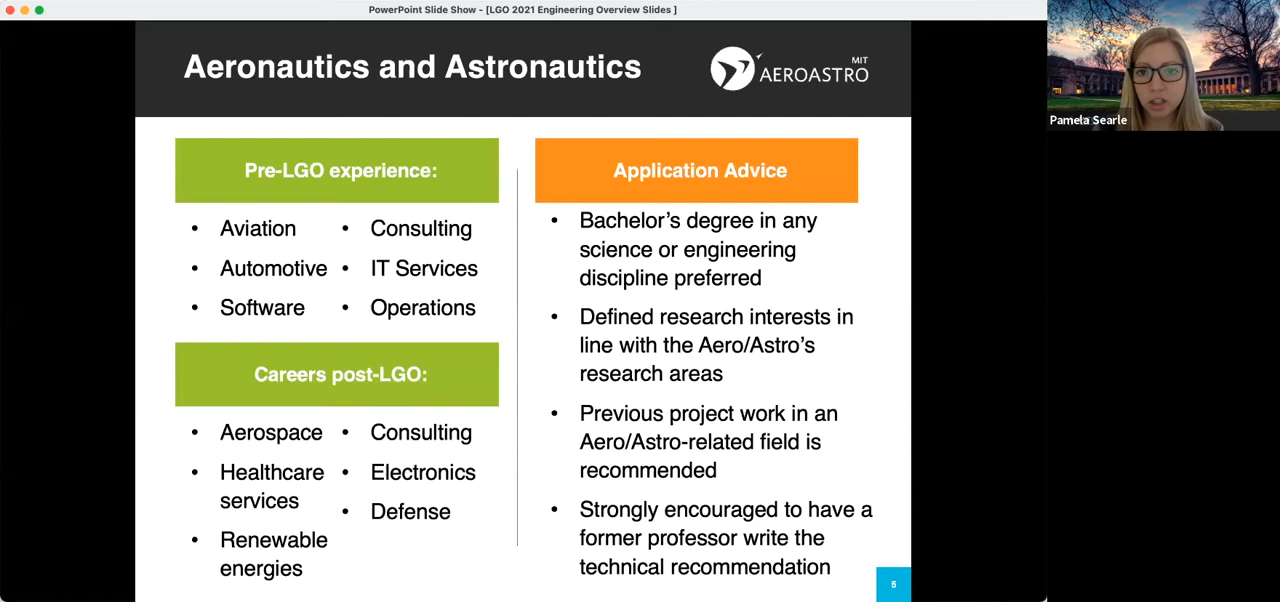 PowerPoint Slide Show - [LGO 2021 Engineering Overview Slides ]
Aeronautics and Astronautics
MIT
AEROASTRO
Pamela Searle
Pre-LGO experience:
• Aviation
• Automotive
• Software
• Consulting
• IT Services
• Operations
Careers post-LGO:
• Aerospace
• Healthcare
services
• Renewable
energies
• Consulting
• Electronics
• Defense
Application Advice
• Bachelor’s degree in any
science or engineering
discipline preferred
• Defined research interests in
line with the Aero/Astro’s
research areas
• Previous project work in an
Aero/Astro-related field is
recommended
• Strongly encouraged to have a
former professor write the
technical recommendation
5